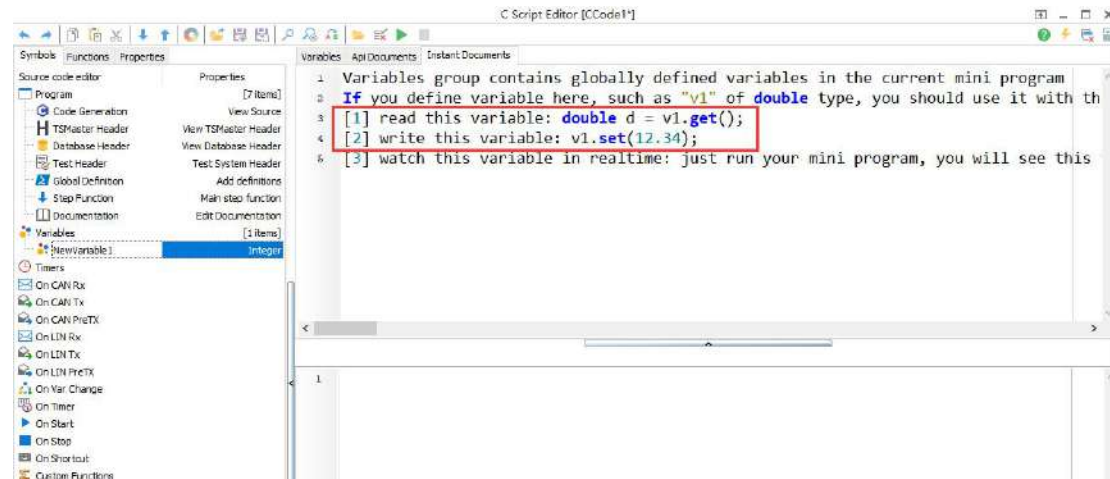 C Script Editor [CCode1*]
Symbols Functions Properties
Source code editor Properties
Program [7 items]
Code Generation View Source
TSMaster Header View TSMaster Header
Database Header View Database Header
Test Header Test System Header
Global Definition Add definitions
Step Function Main step function
Documentation Edit Documentation
Variables [1 items]
NewVariable1 Integer
Timers
On CAN Rx
On CAN Tx
On CAN PreTX
On LIN Rx
On LIN Tx
On LIN PreTX
On Var Change
On Timer
On Start
On Stop
On Shortcut
Custom Functions
Variables Api Documents Instant Documents
1 Variables group contains globally defined variables in the current mini program
2 If you define variable here, such as "v1" of double type, you should use it with th
3 [1] read this variable: double d = v1.get();
4 [2] write this variable: v1.set(12.34);
5 [3] watch this variable in realtime: just run your mini program, you will see this
1